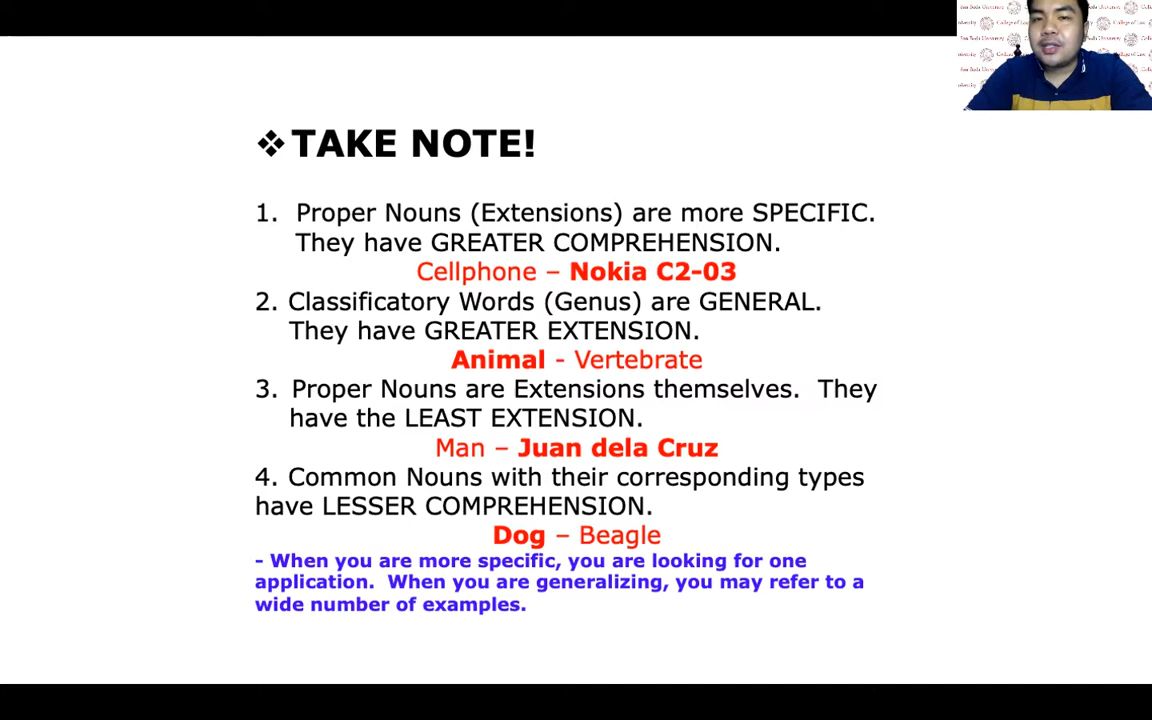 ❖ TAKE NOTE!
1. Proper Nouns (Extensions) are more SPECIFIC.
They have GREATER COMPREHENSION.
Cellphone – Nokia C2-03
2. Classificatory Words (Genus) are GENERAL.
They have GREATER EXTENSION.
Animal - Vertebrate
3. Proper Nouns are Extensions themselves. They
have the LEAST EXTENSION.
Man – Juan dela Cruz
4. Common Nouns with their corresponding types
have LESSER COMPREHENSION.
Dog – Beagle
- When you are more specific, you are looking for one
application. When you are generalizing, you may refer to a
wide number of examples.